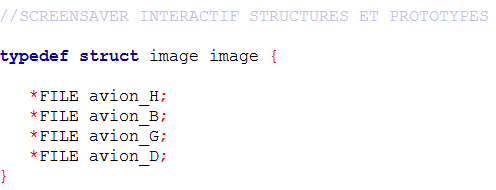 //SCREENSAVER INTERACTIF STRUCTURES ET PROTOTYPES
typedef struct image image {
*FILE avion_H;
*FILE avion_B;
*FILE avion_G;
*FILE avion_D;
}